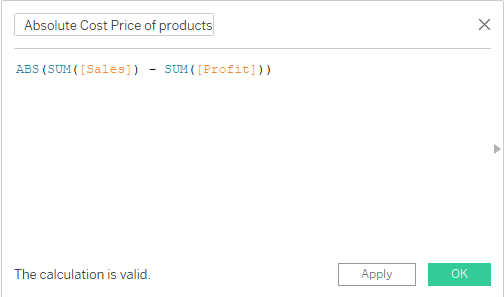 Absolute Cost Price of products
ABS(SUM([Sales]) - SUM([Profit]))
The calculation is valid.
Apply
OK